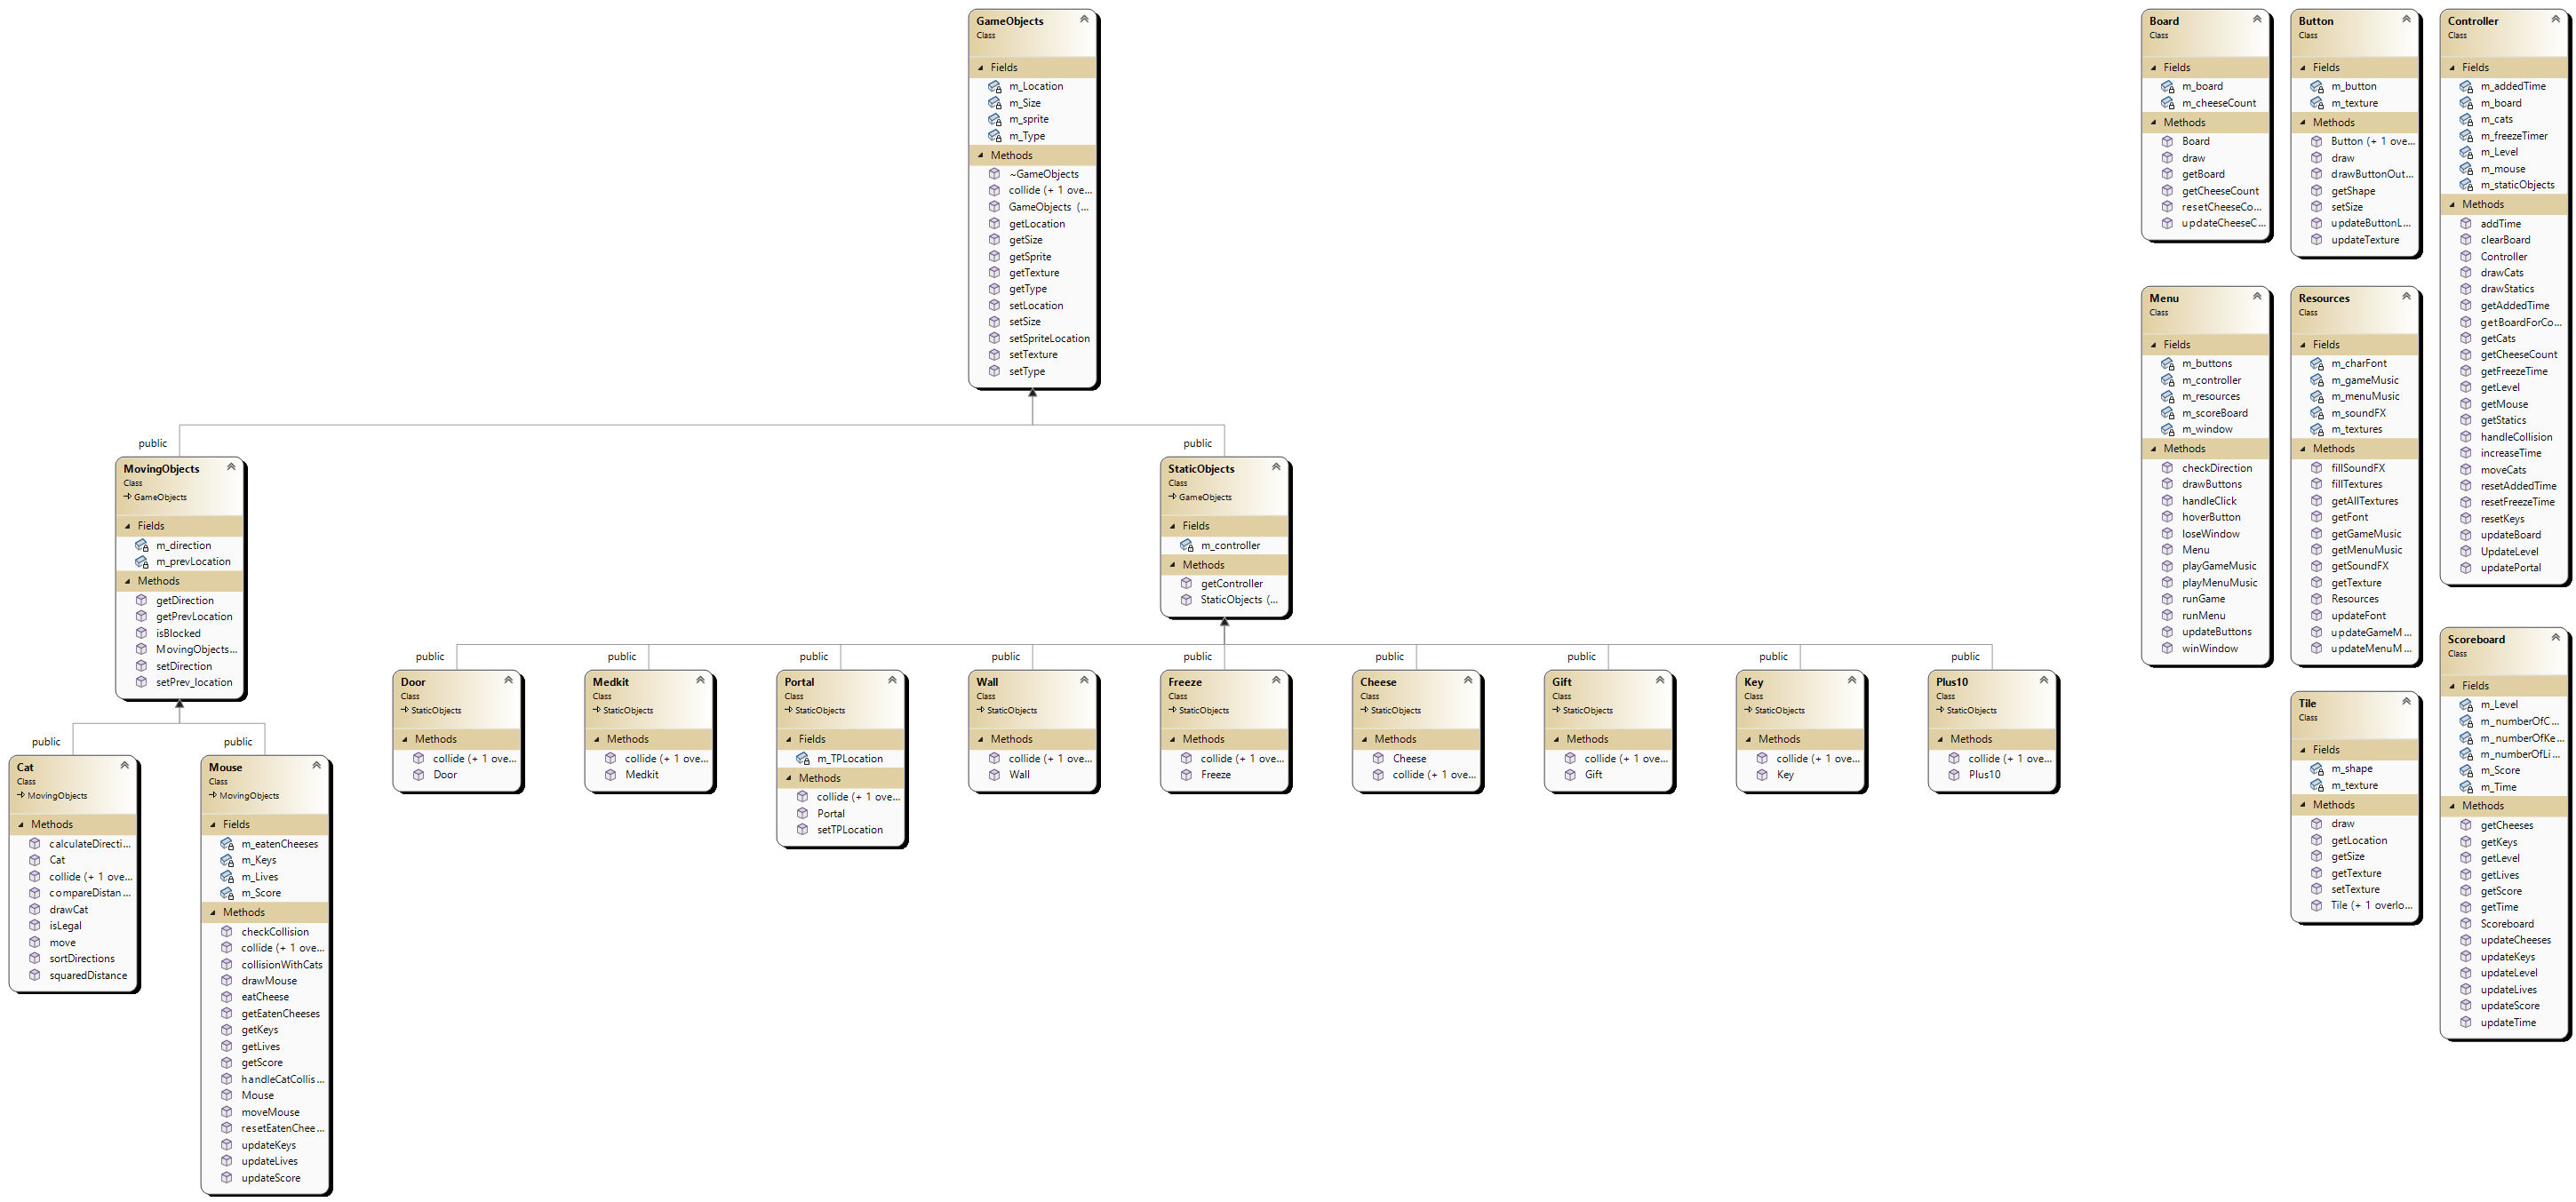 GameObjects
Class
Fields
m_Location
m_Size
m_sprite
m_Type
Methods
~GameObjects
collide (+ 1 ove...
GameObjects (...
getLocation
getSize
getSprite
getTexture
getType
setLocation
setSize
setSpriteLocation
setTexture
setType
public
MovingObjects
Class
GameObjects
Fields
m_direction
m_prevLocation
Methods
getDirection
getPrevLocation
isBlocked
MovingObjects...
setDirection
setPrev_location
public
StaticObjects
Class
GameObjects
Fields
m_controller
Methods
getController
StaticObjects (...
public
Cat
Class
MovingObjects
Methods
calculateDirecti...
Cat
collide (+ 1 ove...
compareDistan...
drawCat
isLegal
move
sortDirections
squaredDistance
public
Mouse
Class
MovingObjects
Fields
m_eatenCheeses
m_Keys
m_Lives
m_Score
Methods
checkCollision
collide (+ 1 ove...
collisionWithCats
drawMouse
eatCheese
getEatenCheeses
getKeys
getLives
getScore
handleCatCollis...
Mouse
moveMouse
resetEatenChee...
updateKeys
updateLives
updateScore
public
Door
Class
StaticObjects
Methods
collide (+ 1 ove...
Door
public
Medkit
Class
StaticObjects
Methods
collide (+ 1 ove...
Medkit
public
Portal
Class
StaticObjects
Fields
m_TPLocation
Methods
collide (+ 1 ove...
Portal
setTPLocation
public
Wall
Class
StaticObjects
Methods
collide (+ 1 ove...
Wall
public
Freeze
Class
StaticObjects
Methods
collide (+ 1 ove...
Freeze
public
Cheese
Class
StaticObjects
Methods
Cheese
collide (+ 1 ove...
public
Gift
Class
StaticObjects
Methods
collide (+ 1 ove...
Gift
public
Key
Class
StaticObjects
Methods
collide (+ 1 ove...
Key
public
Plus10
Class
StaticObjects
Methods
collide (+ 1 ove...
Plus10
Board
Class
Fields
m_board
m_cheeseCount
Methods
Board
draw
getBoard
getCheeseCount
resetCheeseCo...
updateCheeseC...
Button
Class
Fields
m_button
m_texture
Methods
Button (+ 1 ove...
draw
drawButtonOut...
getShape
setSize
updateButtonL...
updateTexture
Controller
Class
Fields
m_addedTime
m_board
m_cats
m_freezeTimer
m_Level
m_mouse
m_staticObjects
Methods
addTime
clearBoard
Controller
drawCats
drawStatics
getAddedTime
getBoardForCo...
getCats
getCheeseCount
getFreezeTime
getLevel
getMouse
getStatics
handleCollision
increaseTime
moveCats
resetAddedTime
resetFreezeTime
resetKeys
updateBoard
UpdateLevel
updatePortal
Menu
Class
Fields
m_buttons
m_controller
m_resources
m_scoreBoard
m_window
Methods
checkDirection
drawButtons
handleClick
hoverButton
loseWindow
Menu
playGameMusic
playMenuMusic
runGame
runMenu
updateButtons
winWindow
Resources
Class
Fields
m_charFont
m_gameMusic
m_menuMusic
m_soundFX
m_textures
Methods
fillSoundFX
fillTextures
getAllTextures
getFont
getGameMusic
getMenuMusic
getSoundFX
getTexture
Resources
updateFont
updateGameM...
updateMenuM...
Scoreboard
Class
Fields
m_Level
m_numberOfC...
m_numberOfKe...
m_numberOfLi...
m_Score
m_Time
Methods
getCheeses
getKeys
getLevel
getLives
getScore
getTime
Scoreboard
updateCheeses
updateKeys
updateLevel
updateLives
updateScore
updateTime
Tile
Class
Fields
m_shape
m_texture
Methods
draw
getLocation
getSize
getTexture
setTexture
Tile (+ 1 overlo...